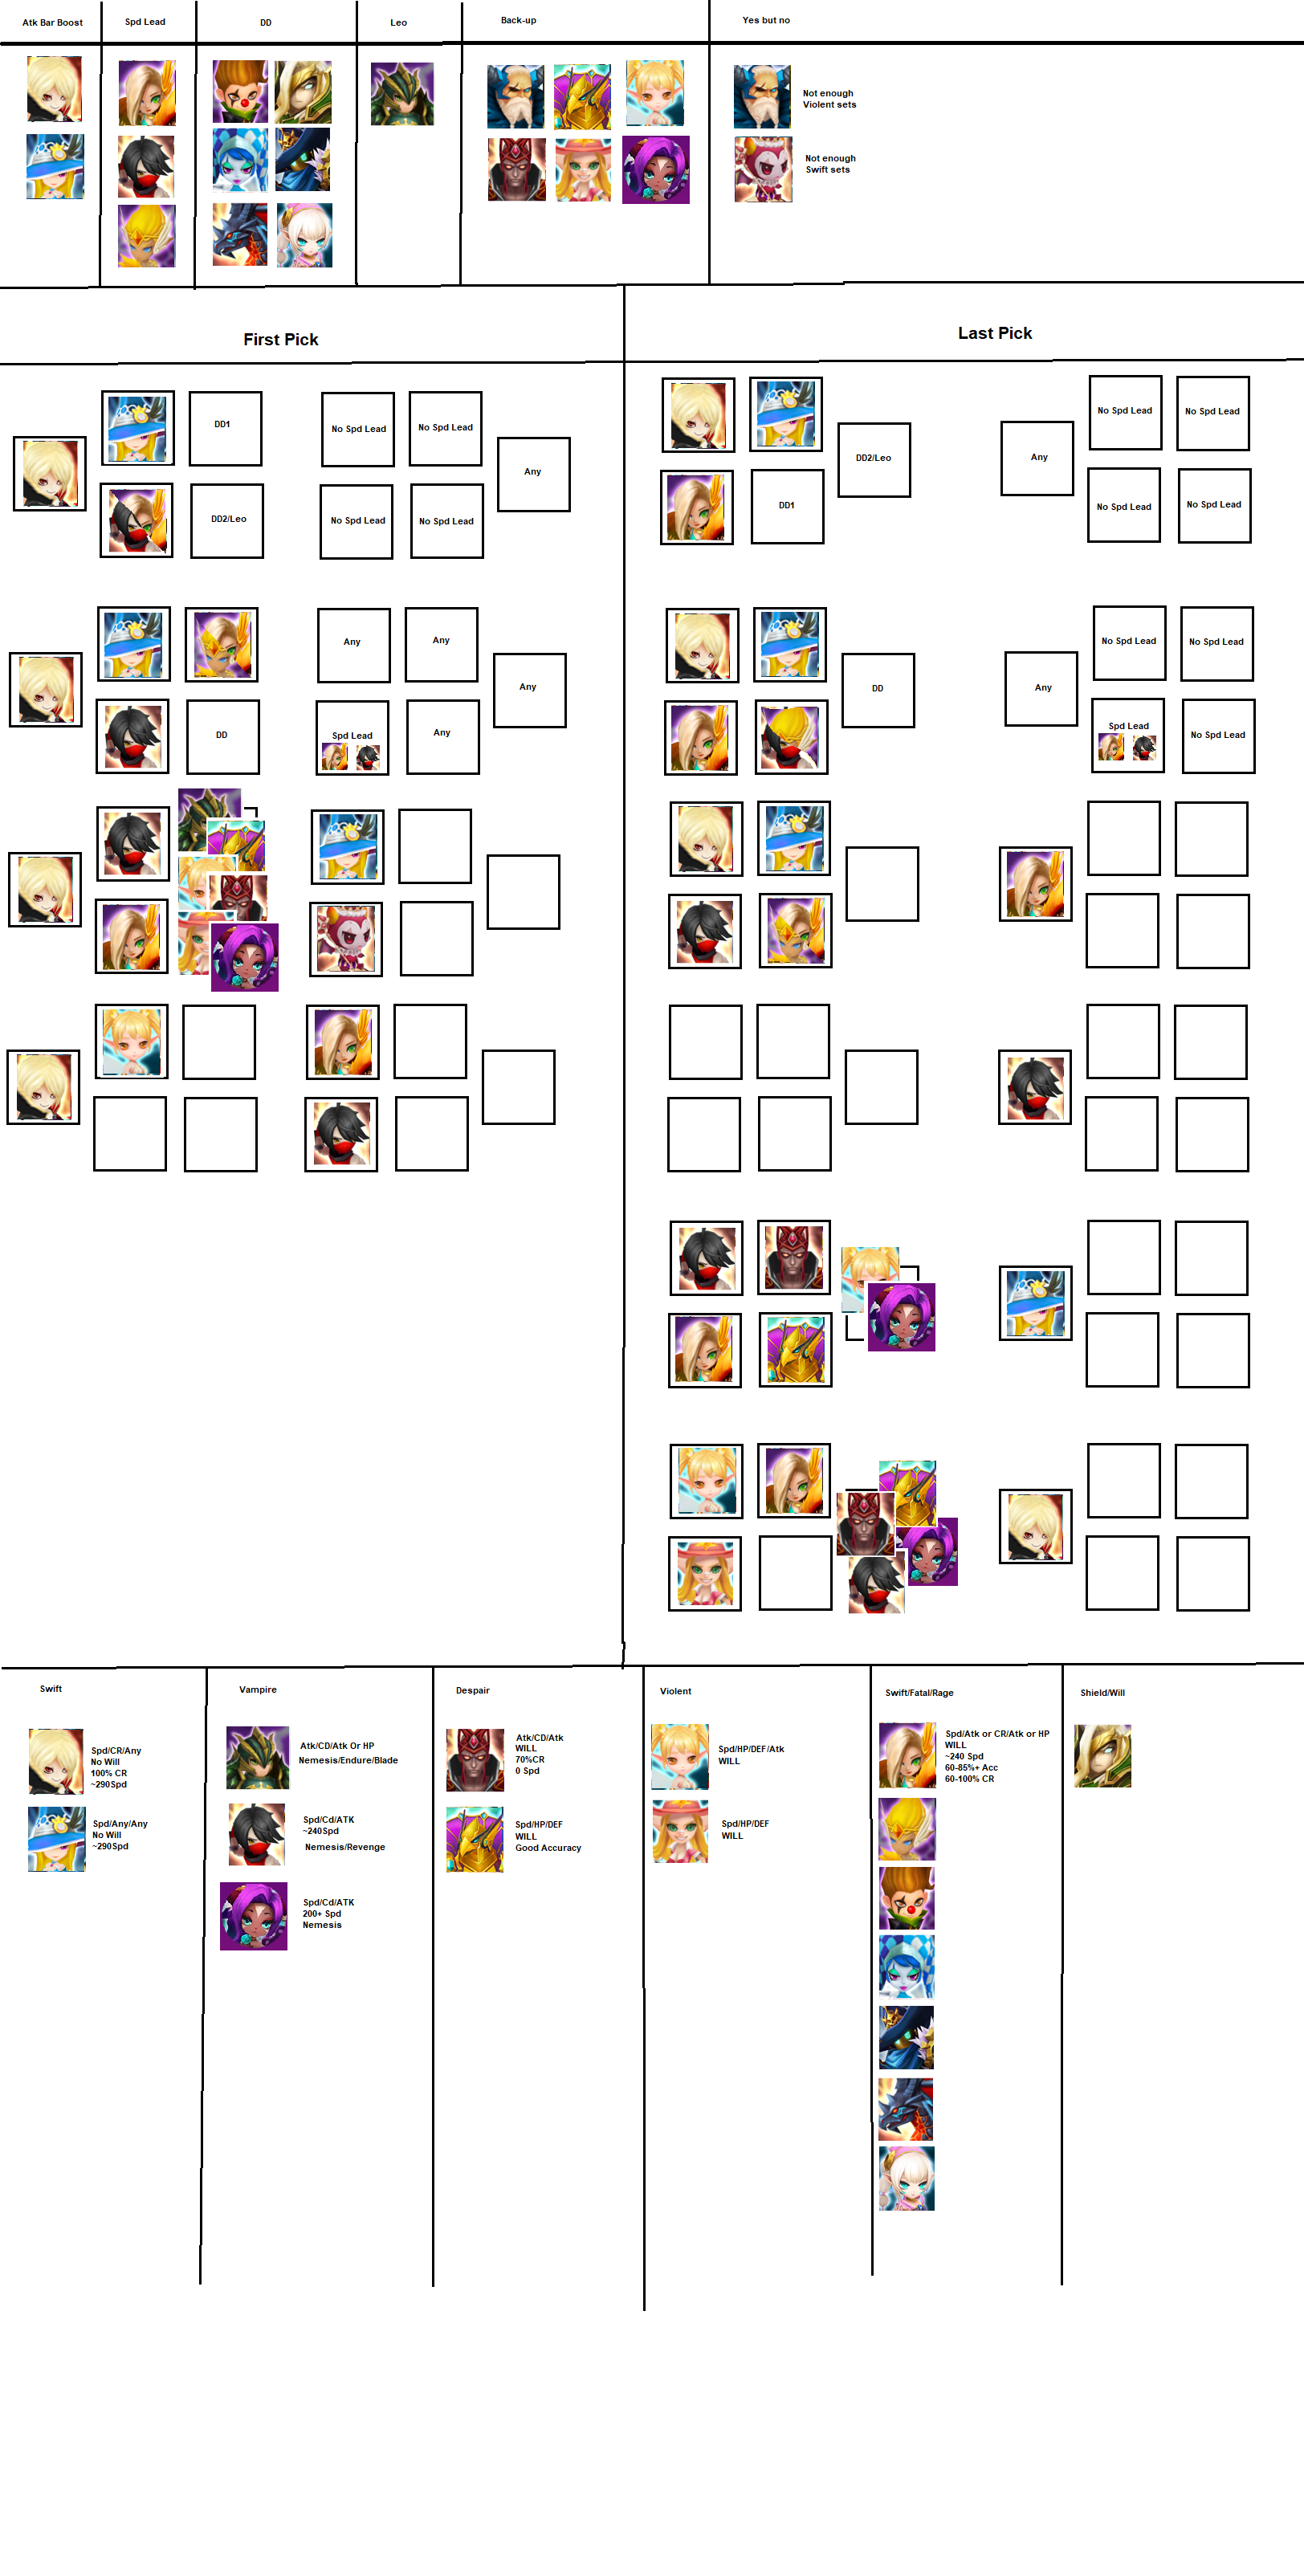 Atk Bar Boost
Spd Lead
DD
Leo
Back-up
Yes but no
Not enough
Violent sets
Not enough
Swift sets
First Pick
Last Pick
DD1
No Spd Lead
No Spd Lead
Any
DD2/Leo
No Spd Lead
No Spd Lead
DD2/Leo
DD1
Any
No Spd Lead
No Spd Lead
No Spd Lead
No Spd Lead
Any
Any
Any
DD
Spd Lead
Any
DD
Any
No Spd Lead
No Spd Lead
Spd Lead
No Spd Lead
Swift
Spd/CR/Any
No Will
100% CR
~290Spd
Spd/Any/Any
No Will
~290Spd
Vampire
Atk/CD/Atk Or HP
Nemesis/Endure/Blade
Spd/Cd/ATK
~240Spd
Nemesis/Revenge
Spd/Cd/ATK
200+ Spd
Nemesis
Despair
Atk/CD/Atk
WILL
70%CR
0 Spd
Spd/HP/DEF
WILL
Good Accuracy
Violent
Spd/HP/DEF/Atk
WILL
Spd/HP/DEF
WILL
Swift/Fatal/Rage
Spd/Atk or CR/Atk or HP
WILL
~240 Spd
60-85%+ Acc
60-100% CR
Shield/Will